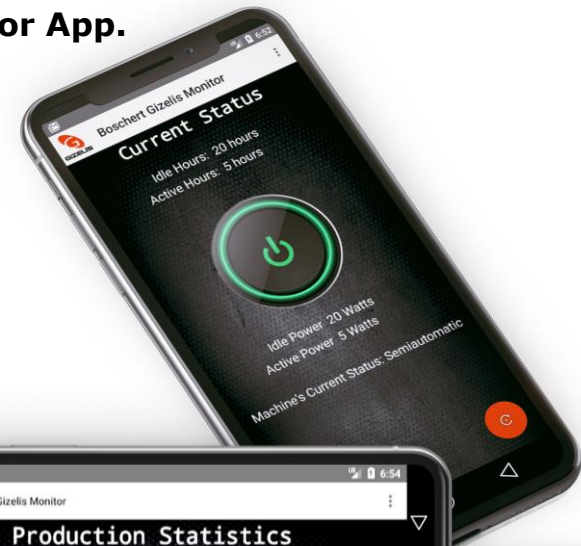 or App.
6:52
Boschert Gizelis Monitor
GIZELIS
Current Status
Idle Hours: 20 hours
Active Hours: 5 hours
Idle Power 20 Watts
Active Power 5 Watts
Machine's Current Status: Semiautomatic
6:54
Gizelis Monitor
Production Statistics